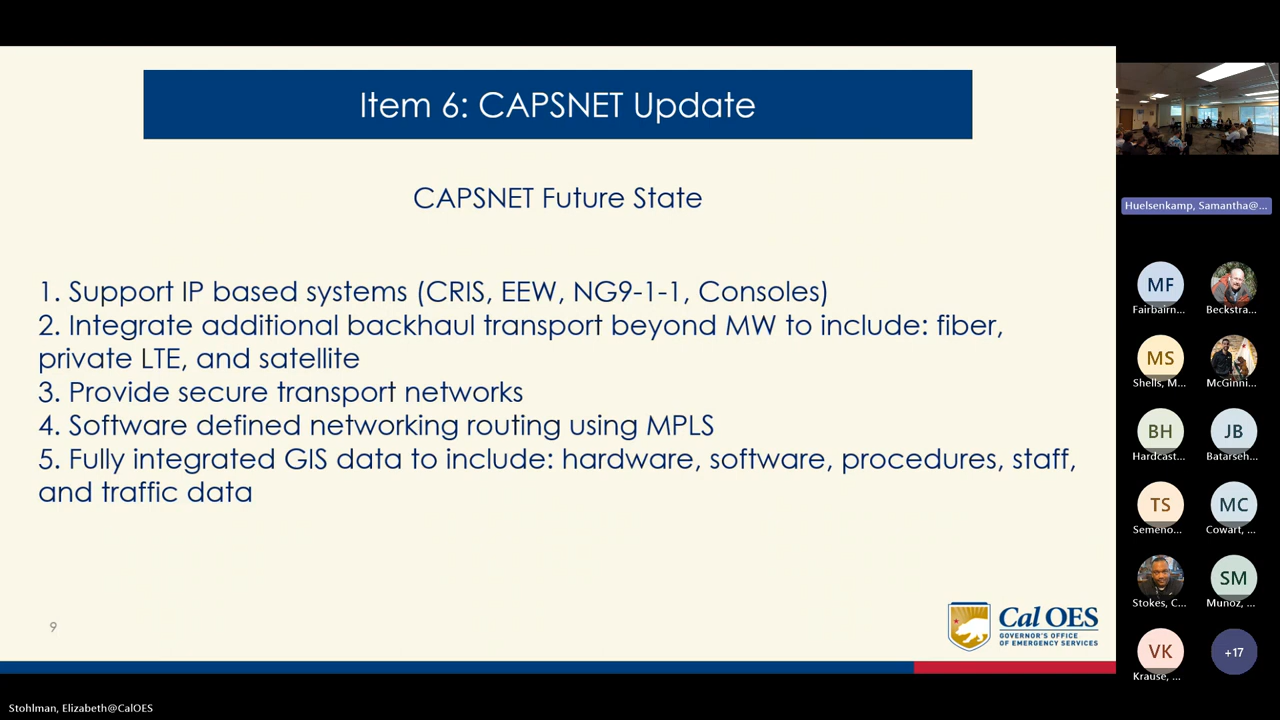 Item 6: CAPSNET Update
CAPSNET Future State
1. Support IP based systems (CRIS, EEW, NG9-1-1, Consoles)
2. Integrate additional backhaul transport beyond MW to include: fiber,
private LTE, and satellite
3. Provide secure transport networks
4. Software defined networking routing using MPLS
5. Fully integrated GIS data to include: hardware, software, procedures, staff,
and traffic data
9
Cal OES
GOVERNOR'S OFFICE
OF EMERGENCY SERVICES
Huelsenkamp, Samantha@...
MF
Fairbairn...
Beckstra...
MS
Shells, M...
McGinni...
BH
Hardcast...
JB
Batarseh...
TS
Semeno...
MC
Cowart, ...
Stokes, C...
SM
Munoz, ...
VK
Krause, ...
+17
Stohlman, Elizabeth@CalOES